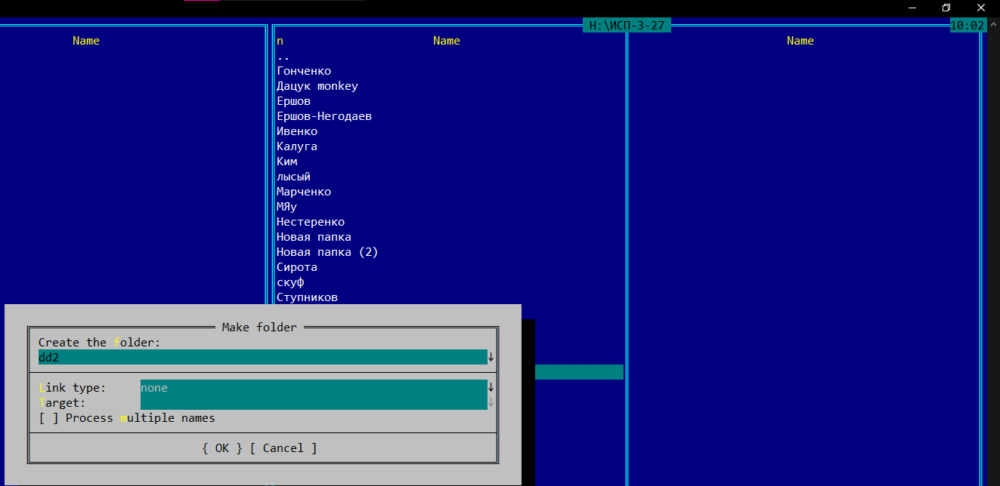 H:\ИСП-3-27 10:02
Name n Name Name
..
Гонченко
Дацук monkey
Ершов
Ершов-Негодаев
Ивенко
Калуга
Ким
лысый
Марченко
МЯу
Нестеренко
Новая папка
Новая папка (2)
Сирота
скуф
Ступников
Make folder
Create the folder:
dd2
Link type: none
Target:
[ ] Process multiple names
{ OK } [ Cancel ]